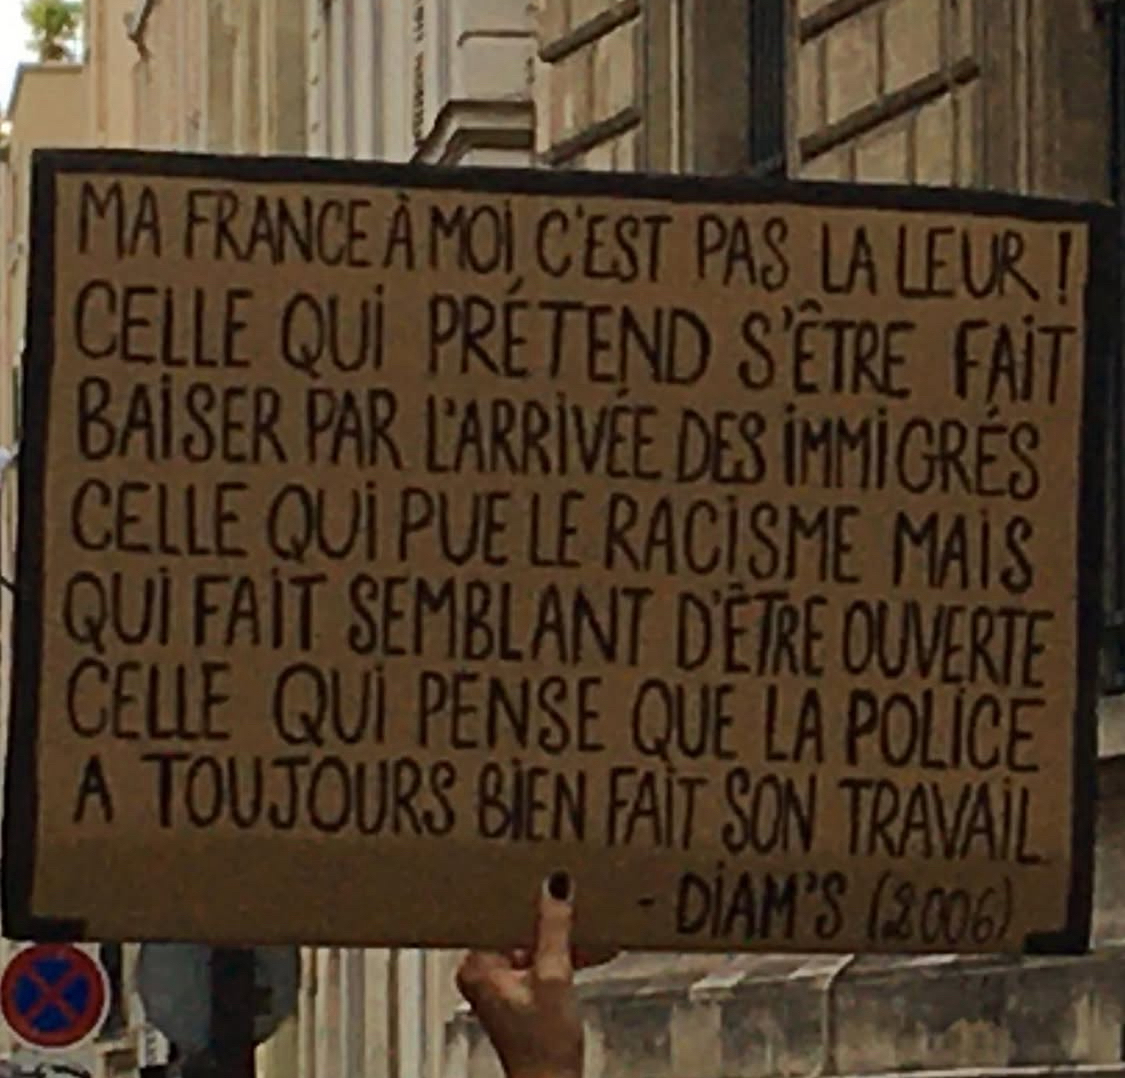 MA FRANCE À MOI C'EST PAS LA LEUR !
CELLE QUI PRÉTEND S'ÊTRE FAIT
BAISER PAR L'ARRIVÉE DES IMMIGRÉS
CELLE QUI PUE LE RACISME MAIS
QUI FAIT SEMBLANT D'ÊTRE OUVERTE
CELLE QUI PENSE QUE LA POLICE
A TOUJOURS BIEN FAIT SON TRAVAIL
- DIAM'S (2006)